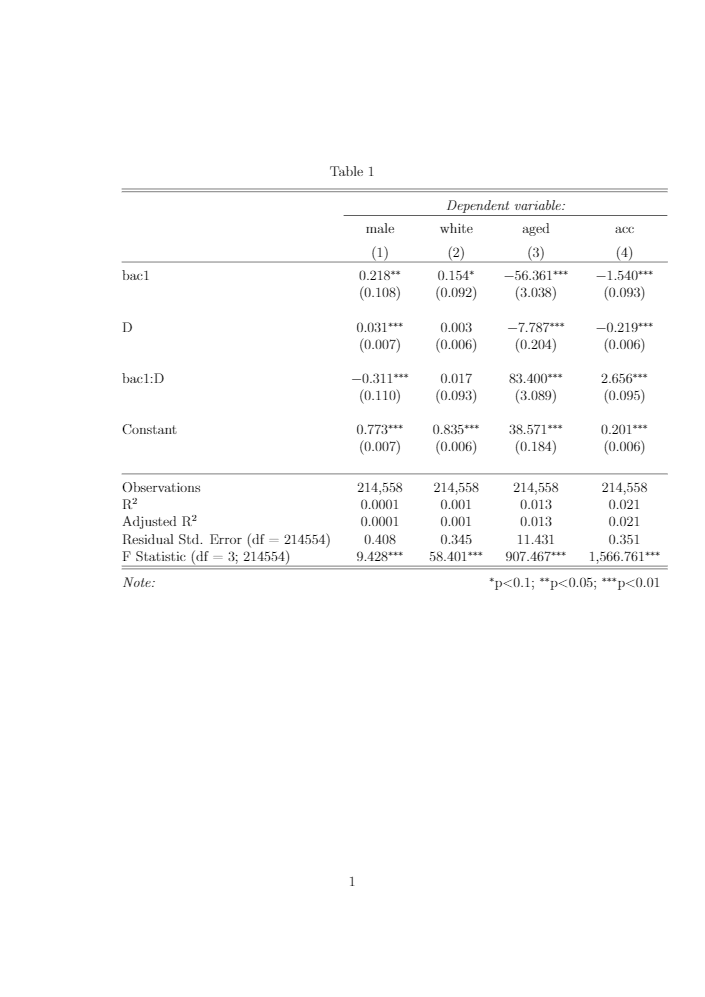 Table 1
Dependent variable:
male white aged acc
(1) (2) (3) (4)
bac1 0.218** 0.154* −56.361*** −1.540***
(0.108) (0.092) (3.038) (0.093)
D 0.031*** 0.003 −7.787*** −0.219***
(0.007) (0.006) (0.204) (0.006)
bac1:D −0.311*** 0.017 83.400*** 2.656***
(0.110) (0.093) (3.089) (0.095)
Constant 0.773*** 0.835*** 38.571*** 0.201***
(0.007) (0.006) (0.184) (0.006)
Observations 214,558 214,558 214,558 214,558
R² 0.0001 0.001 0.013 0.021
Adjusted R² 0.0001 0.001 0.013 0.021
Residual Std. Error (df = 214554) 0.408 0.345 11.431 0.351
F Statistic (df = 3; 214554) 9.428*** 58.401*** 907.467*** 1,566.761***
Note: *p<0.1; **p<0.05; ***p<0.01
1